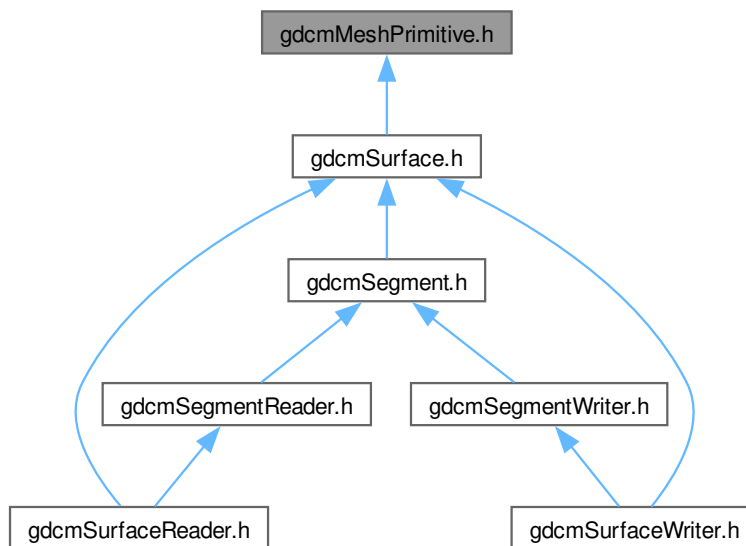 gdcmMeshPrimitive.h
gdcmSurface.h
gdcmSegment.h
gdcmSegmentReader.h
gdcmSegmentWriter.h
gdcmSurfaceReader.h
gdcmSurfaceWriter.h